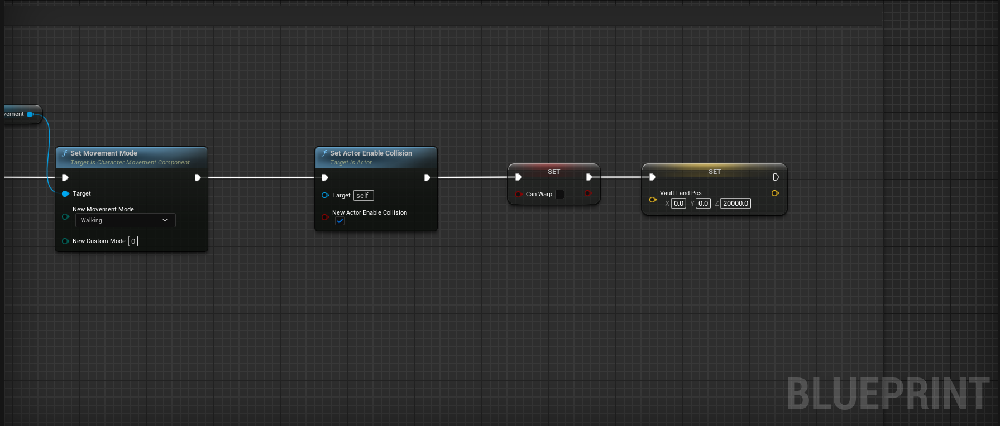 vement
Set Movement Mode
Target is Character Movement Component
Target
New Movement Mode
Walking
New Custom Mode 0
Set Actor Enable Collision
Target is Actor
Target self
New Actor Enable Collision
SET
Can Warp
SET
Vault Land Pos
X 0.0 Y 0.0 Z 20000.0
BLUEPRINT